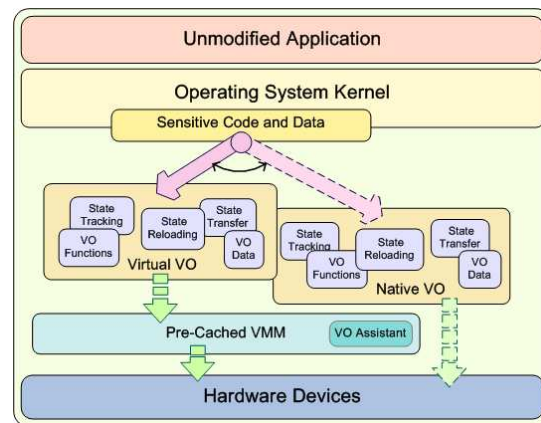 Unmodified Application
Operating System Kernel
Sensitive Code and Data
State
Tracking
VO
Functions
State
Reloading
State
Transfer
VO
Data
Virtual VO
State
Tracking
VO
Functions
State
Reloading
State
Transfer
VO
Data
Native VO
Pre-Cached VMM
VO Assistant
Hardware Devices